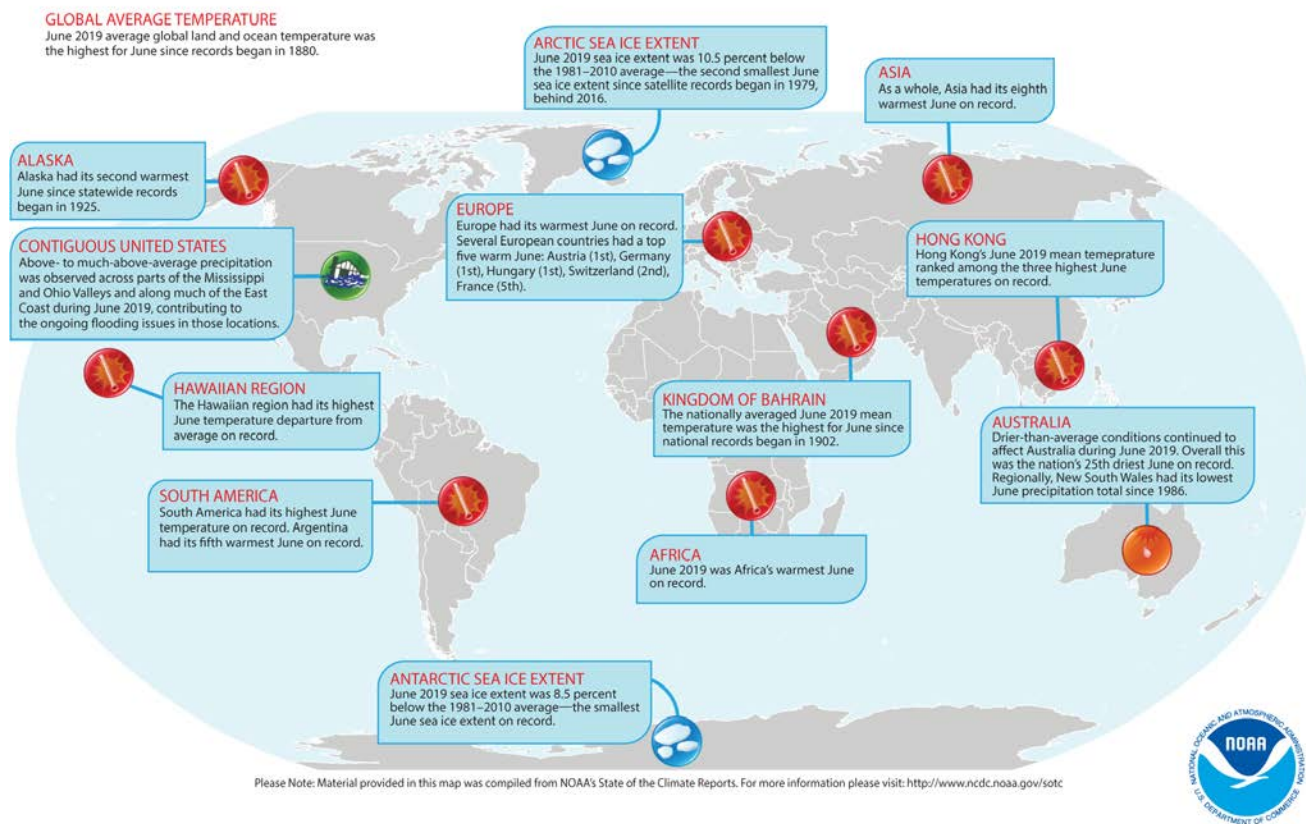 GLOBAL AVERAGE TEMPERATURE
June 2019 average global land and ocean temperature was
the highest for June since records began in 1880.
ARCTIC SEA ICE EXTENT
June 2019 sea ice extent was 10.5 percent below
the 1981–2010 average—the second smallest June
sea ice extent since satellite records began in 1979,
behind 2016.
ASIA
As a whole, Asia had its eighth
warmest June on record.
ALASKA
Alaska had its second warmest
June since statewide records
began in 1925.
EUROPE
Europe had its warmest June on record.
Several European countries had a top
five warm June: Austria (1st), Germany
(1st), Hungary (1st), Switzerland (2nd),
France (5th).
CONTIGUOUS UNITED STATES
Above- to much-above-average precipitation
was observed across parts of the Mississippi
and Ohio Valleys and along much of the East
Coast during June 2019, contributing to
the ongoing flooding issues in those locations.
HONG KONG
Hong Kong's June 2019 mean temeprature
ranked among the three highest June
temperatures on record.
HAWAIIAN REGION
The Hawaiian region had its highest
June temperature departure from
average on record.
KINGDOM OF BAHRAIN
The nationally averaged June 2019 mean
temperature was the highest for June since
national records began in 1902.
AUSTRALIA
Drier-than-average conditions continued to
affect Australia during June 2019. Overall this
was the nation's 25th driest June on record.
Regionally, New South Wales had its lowest
June precipitation total since 1986.
SOUTH AMERICA
South America had its highest June
temperature on record. Argentina
had its fifth warmest June on record.
AFRICA
June 2019 was Africa's warmest June
on record.
ANTARCTIC SEA ICE EXTENT
June 2019 sea ice extent was 8.5 percent
below the 1981–2010 average—the smallest
June sea ice extent on record.
Please Note: Material provided in this map was compiled from NOAA's State of the Climate Reports. For more information please visit: http://www.ncdc.noaa.gov/sotc
NATIONAL OCEANIC AND ATMOSPHERIC ADMINISTRATION
NOAA
U.S. DEPARTMENT OF COMMERCE